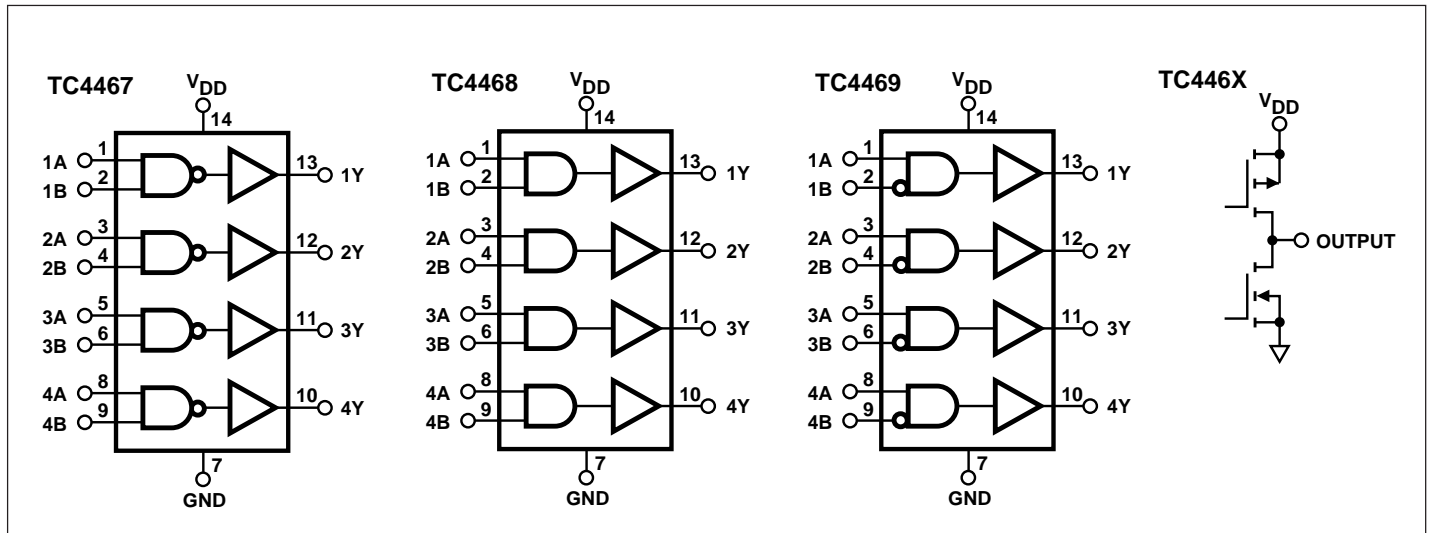 TC4467
VDD
14
1A
1
1B
2
13
1Y
2A
3
2B
4
12
2Y
3A
5
3B
6
11
3Y
4A
8
4B
9
10
4Y
7
GND
TC4468
VDD
14
1A
1
1B
2
13
1Y
2A
3
2B
4
12
2Y
3A
5
3B
6
11
3Y
4A
8
4B
9
10
4Y
7
GND
TC4469
VDD
14
1A
1
1B
2
13
1Y
2A
3
2B
4
12
2Y
3A
5
3B
6
11
3Y
4A
8
4B
9
10
4Y
7
GND
TC446X
VDD
OUTPUT